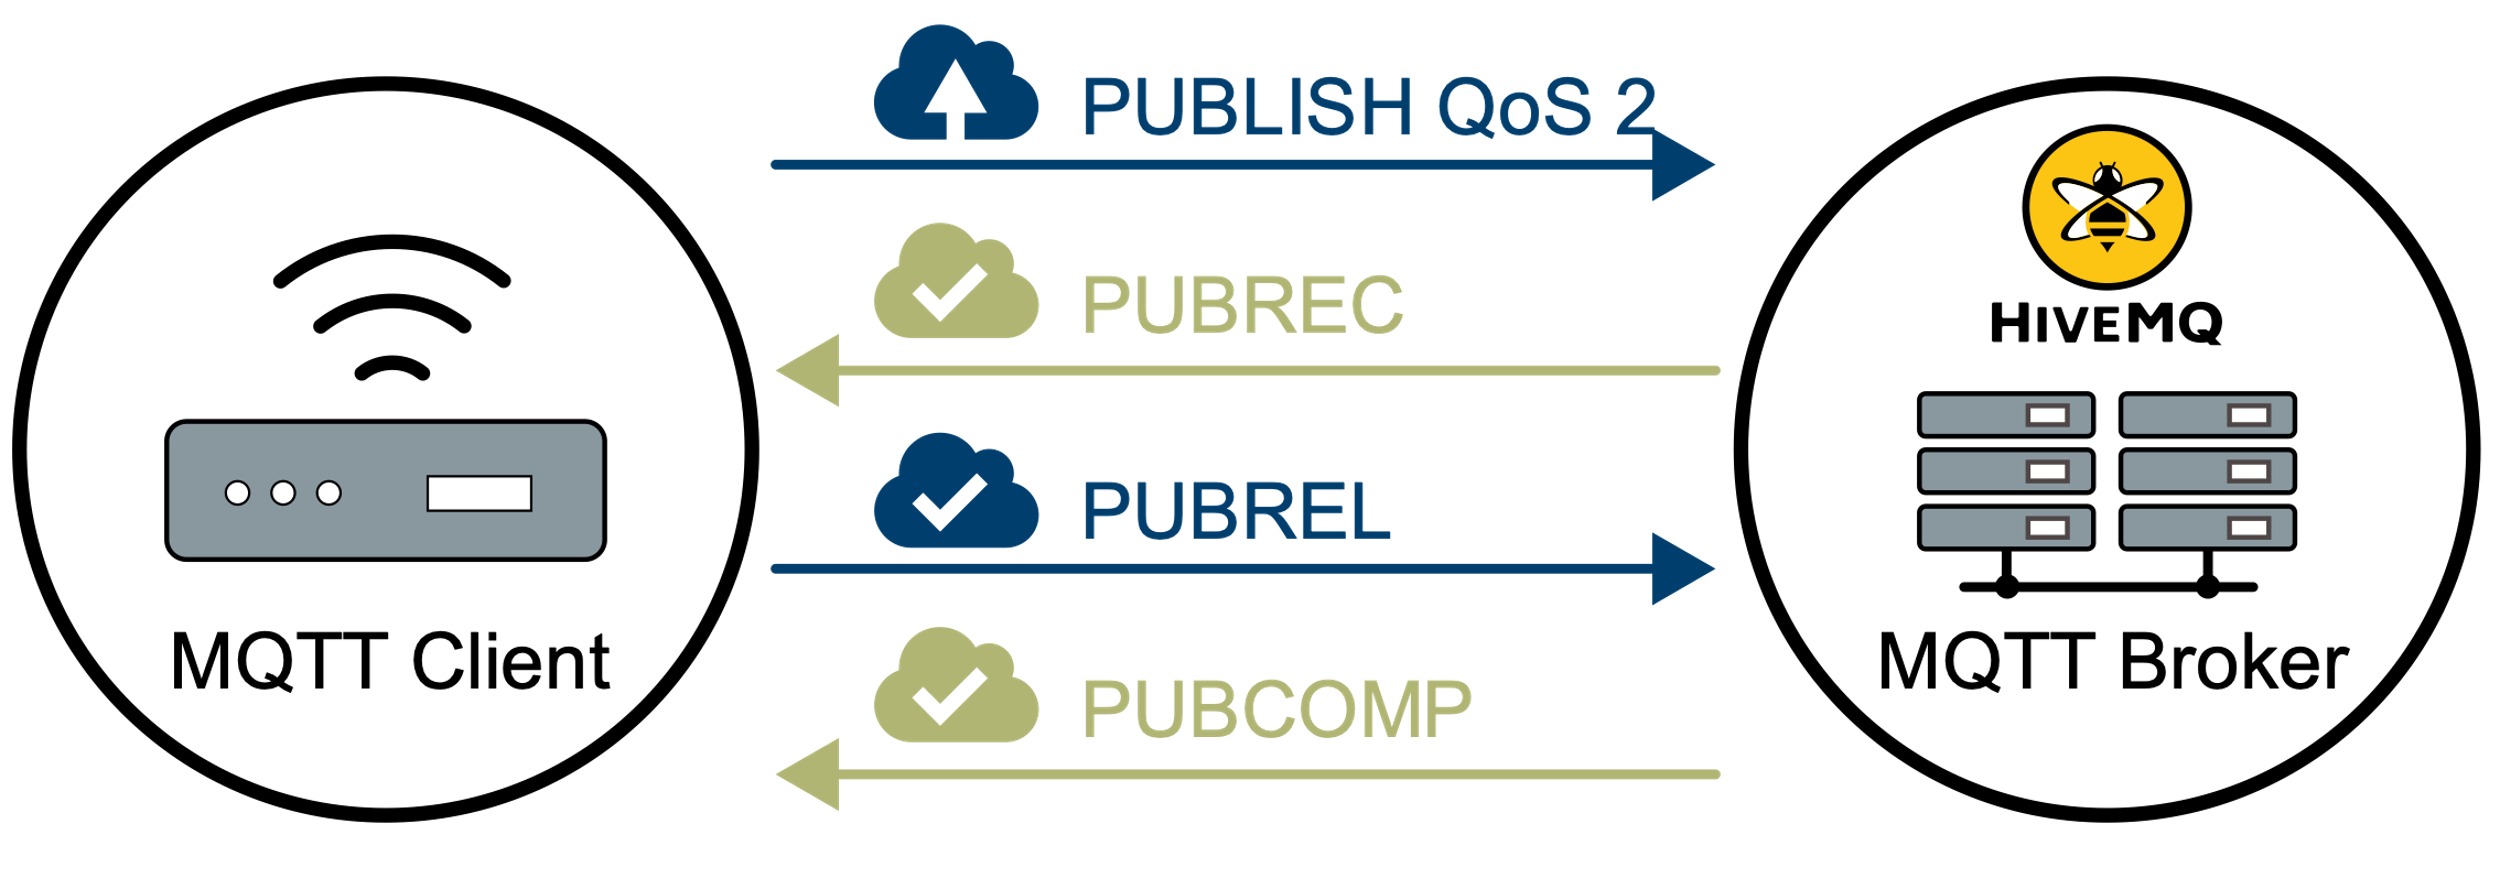 PUBLISH QoS 2
PUBREC
HIVEMQ
PUBREL
MQTT Client
MQTT Broker
PUBCOMP